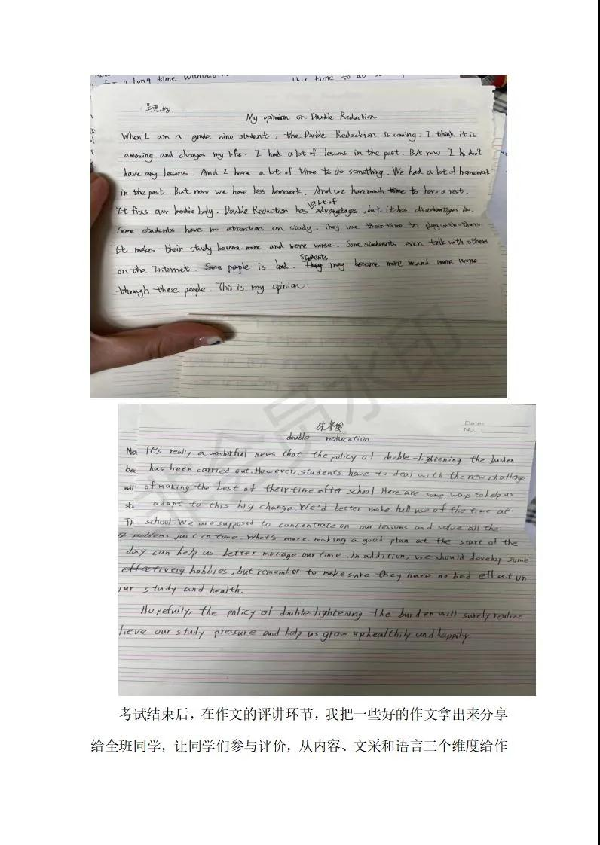 My opinion on Double Reduction
When I am a grade nine students, the Double Reduction is coming. I think it is
amazing and changes my life. I had a lot of lessons in the past. But now I don't
have any lessons. And I have a lot of time to do something. We had a lot of homework
in the past. But now we have less homework. And we have much time to have a rest.
It frees our bodies. Double Reduction has a lot of advantages, but it has disadvantages too.
Some students have no attraction on study. They use their time to play with others
It makes their study become more and more worse. Some students even talk with others
on the Internet. Some people is bad. Students may become more and more worse
through these people. This is my opinion.
double reduction
It's really a wonderful news that the policy of double-lightening the burden
has been carried out. However, students have to deal with the new challenge
of making the best of their time after school. Here are some ways to help us
adapt to this big change. We'd better make full use of the time at
school. We are supposed to concentrate on our lessons and solve all the
problems in time. What's more, making a good plan at the start of the
day can help us better manage our time. In addition, we should develop some
hobbies, but remember to make sure they have no bad effect on
our study and health.
Hopefully, the policy of double lightening the burden will surely
lieve our study pressure and help us grow up healthily and happily.
考试结束后，在作文的评讲环节，我把一些好的作文拿出来分享
给全班同学，让同学们参与评价，从内容、文采和语言三个维度给作